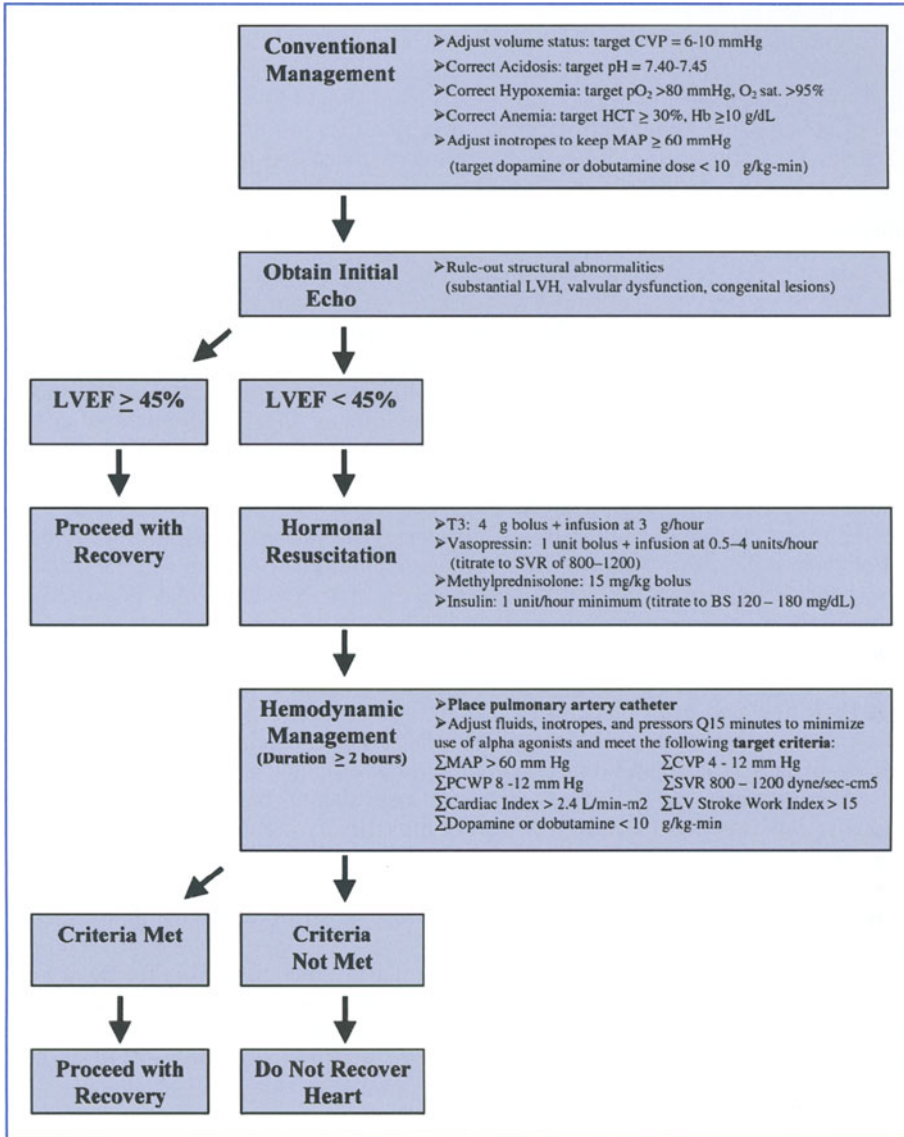 Conventional
Management
➢Adjust volume status: target CVP = 6-10 mmHg
➢Correct Acidosis: target pH = 7.40-7.45
➢Correct Hypoxemia: target pO₂ >80 mmHg, O₂ sat. >95%
➢Correct Anemia: target HCT ≥ 30%, Hb ≥10 g/dL
➢Adjust inotropes to keep MAP ≥ 60 mmHg
(target dopamine or dobutamine dose < 10 g/kg-min)
Obtain Initial
Echo
➢Rule-out structural abnormalities
(substantial LVH, valvular dysfunction, congenital lesions)
LVEF ≥ 45%
LVEF < 45%
Proceed with
Recovery
Hormonal
Resuscitation
➢T3: 4 g bolus + infusion at 3 g/hour
➢Vasopressin: 1 unit bolus + infusion at 0.5–4 units/hour
(titrate to SVR of 800–1200)
➢Methylprednisolone: 15 mg/kg bolus
➢Insulin: 1 unit/hour minimum (titrate to BS 120 – 180 mg/dL)
Hemodynamic
Management
(Duration ≥ 2 hours)
➢Place pulmonary artery catheter
➢Adjust fluids, inotropes, and pressors Q15 minutes to minimize
use of alpha agonists and meet the following target criteria:
∑MAP > 60 mm Hg ∑CVP 4 - 12 mm Hg
∑PCWP 8 -12 mm Hg ∑SVR 800 – 1200 dyne/sec-cm5
∑Cardiac Index > 2.4 L/min-m2 ∑LV Stroke Work Index > 15
∑Dopamine or dobutamine < 10 g/kg-min
Criteria Met
Criteria
Not Met
Proceed with
Recovery
Do Not Recover
Heart